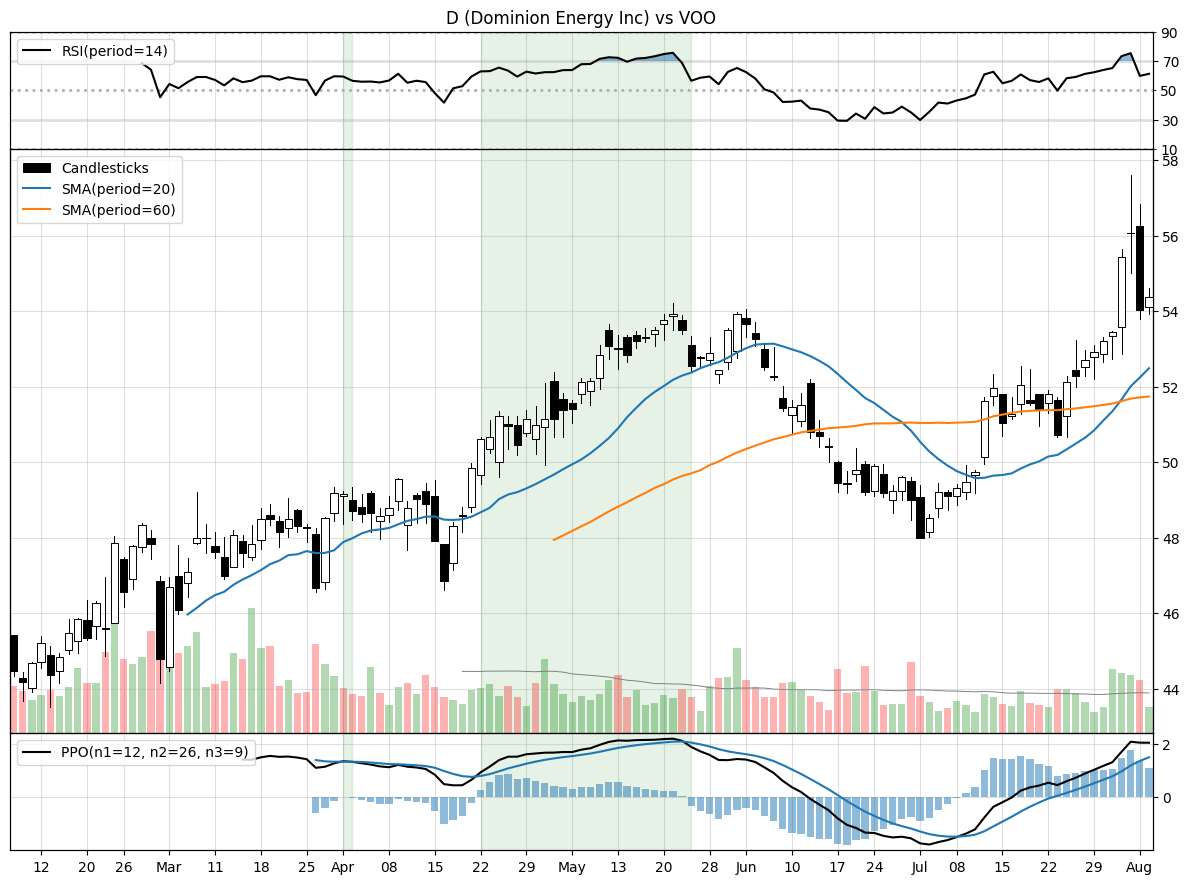 D (Dominion Energy Inc) vs VOO
RSI(period=14)
90
70
50
30
10
Candlesticks
SMA(period=20)
SMA(period=60)
58
56
54
52
50
48
46
44
PPO(n1=12, n2=26, n3=9)
2
0
12 20 26 Mar 11 18 25 Apr 08 15 22 29 May 13 20 28 Jun 10 17 24 Jul 08 15 22 29 Aug